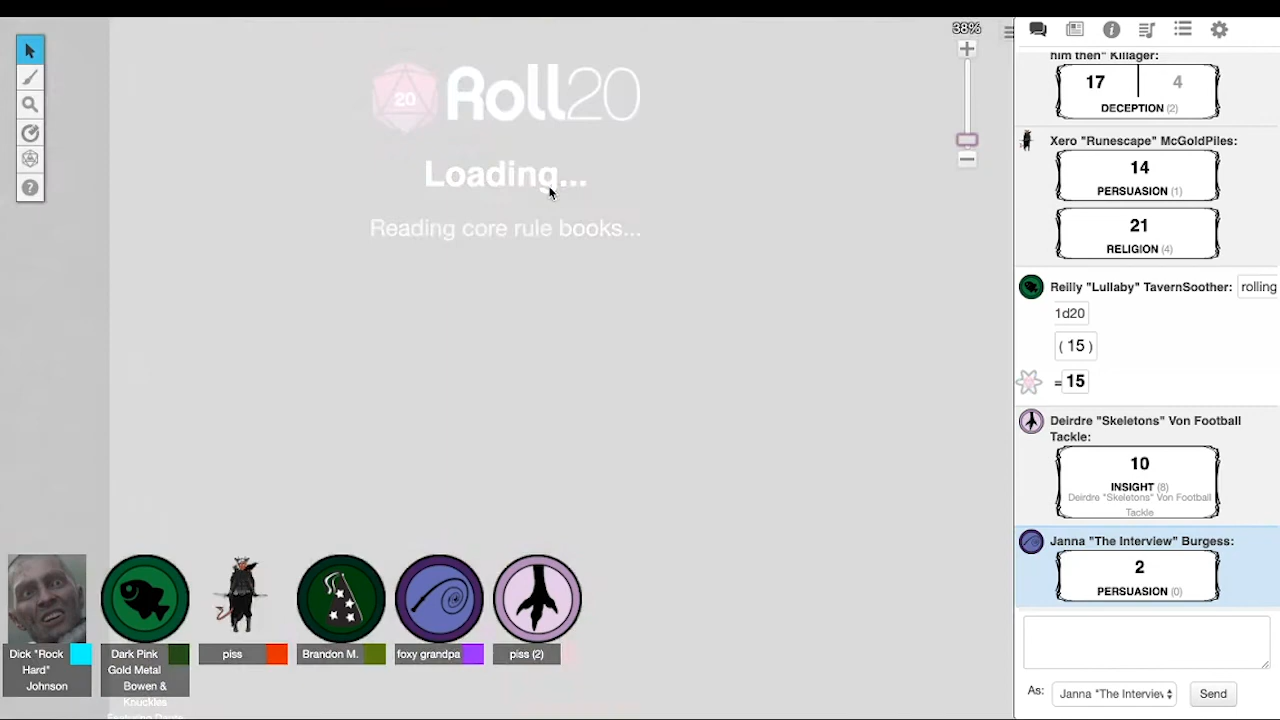 38%
20
Roll20
Loading...
Reading core rule books...
him then" Killager:
17 4
DECEPTION (2)
Xero "Runescape" McGoldPiles:
14
PERSUASION (1)
21
RELIGION (4)
Reilly "Lullaby" TavernSoother: rolling
1d20
( 15 )
= 15
Deirdre "Skeletons" Von Football
Tackle:
10
INSIGHT (8)
Deirdre "Skeletons" Von Football
Tackle
Janna "The Interview" Burgess:
2
PERSUASION (0)
As: Janna "The Interview
Send
Dick "Rock
Hard"
Johnson
Dark Pink
Gold Metal
Bowen &
Knuckles
piss
Brandon M.
foxy grandpa
piss (2)